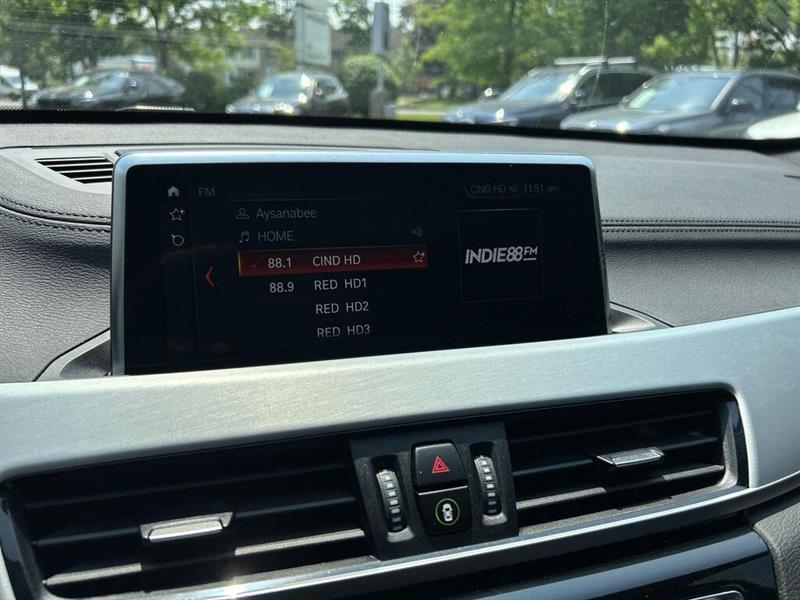 FM
CIND HD 11:51 am
Aysanabee
HOME
88.1 CIND HD
88.9 RED HD1
RED HD2
RED HD3
INDIE88FM